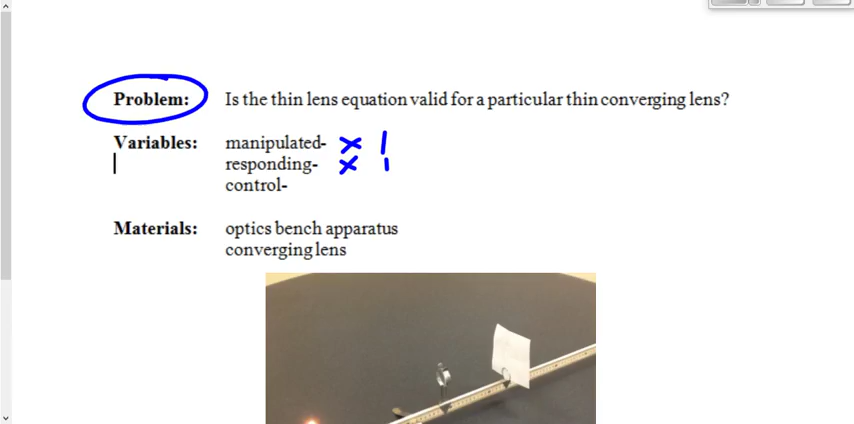 Problem: Is the thin lens equation valid for a particular thin converging lens?
Variables: manipulated- x 1
responding- x 1
control-
Materials: optics bench apparatus
converging lens